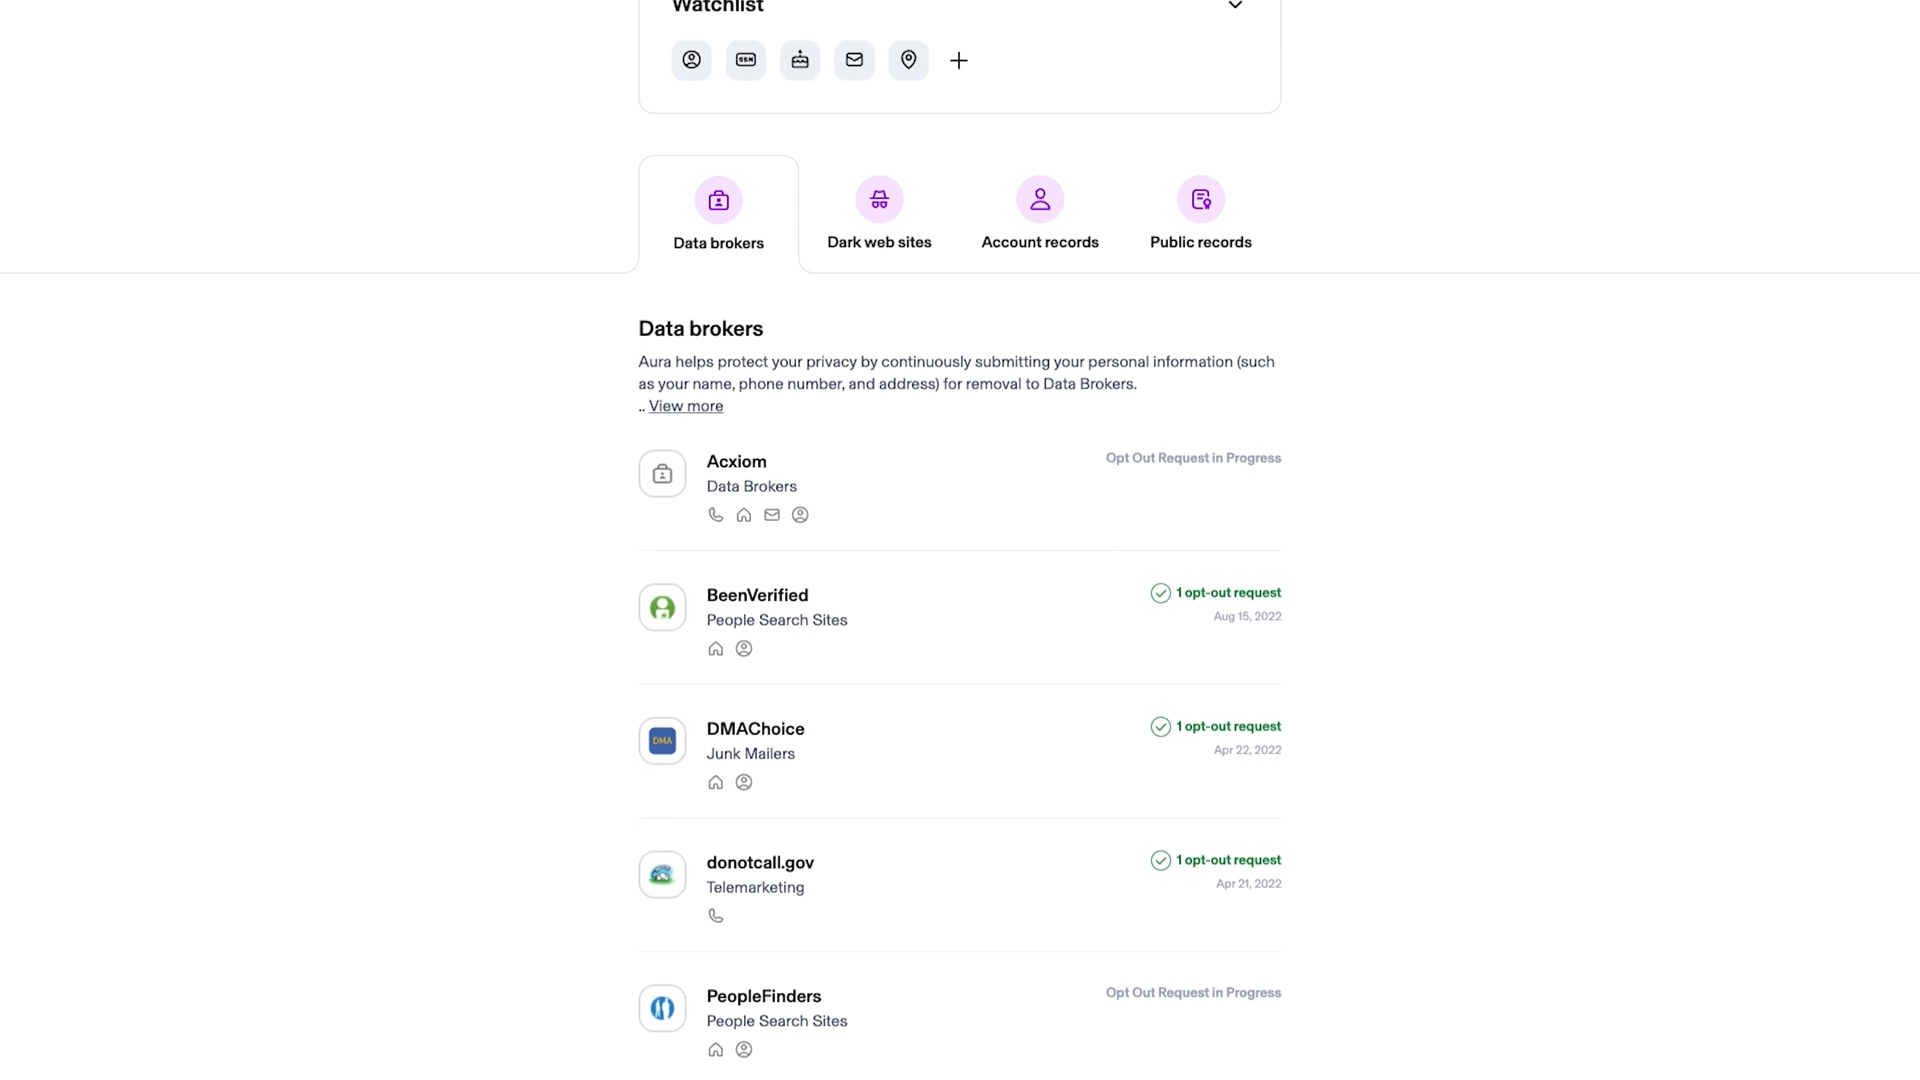 Watchlist
SSN
Data brokers
Dark web sites
Account records
Public records
Data brokers
Aura helps protect your privacy by continuously submitting your personal information (such
as your name, phone number, and address) for removal to Data Brokers.
.. View more
Acxiom
Opt Out Request in Progress
Data Brokers
BeenVerified
1 opt-out request
People Search Sites
Aug 15, 2022
DMAChoice
1 opt-out request
DMA
Junk Mailers
Apr 22, 2022
donotcall.gov
1 opt-out request
Telemarketing
Apr 21, 2022
PeopleFinders
Opt Out Request in Progress
People Search Sites